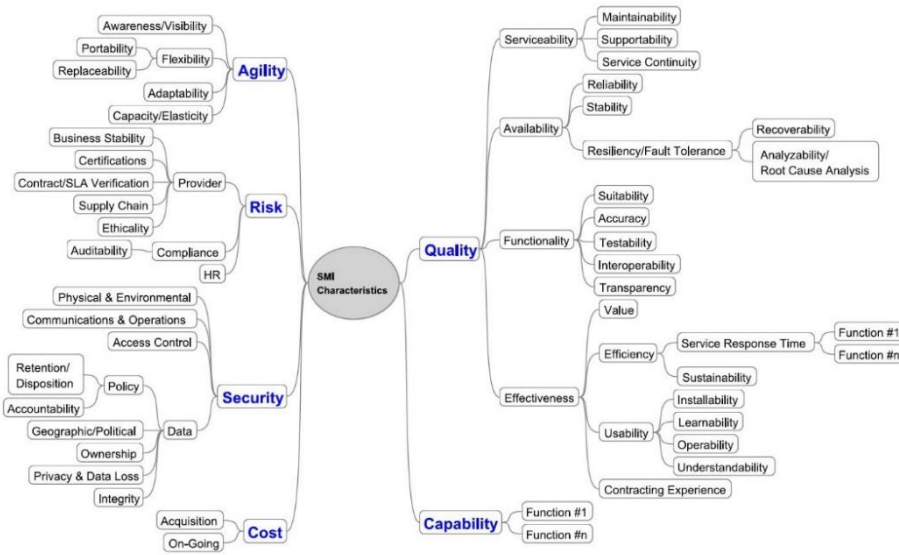 Awareness/Visibility
Portability
Replaceability
Flexibility
Adaptability
Capacity/Elasticity
Agility
Business Stability
Certifications
Contract/SLA Verification
Supply Chain
Ethicality
Provider
Auditability
Compliance
HR
Risk
Physical & Environmental
Communications & Operations
Access Control
Retention/
Disposition
Accountability
Policy
Geographic/Political
Ownership
Privacy & Data Loss
Integrity
Data
Security
Acquisition
On-Going
Cost
SMI
Characteristics
Quality
Serviceability
Maintainability
Supportability
Service Continuity
Availability
Reliability
Stability
Resiliency/Fault Tolerance
Recoverability
Analyzability/
Root Cause Analysis
Functionality
Suitability
Accuracy
Testability
Interoperability
Transparency
Effectiveness
Value
Efficiency
Service Response Time
Function #1
Function #n
Sustainability
Usability
Installability
Learnability
Operability
Understandability
Contracting Experience
Capability
Function #1
Function #n